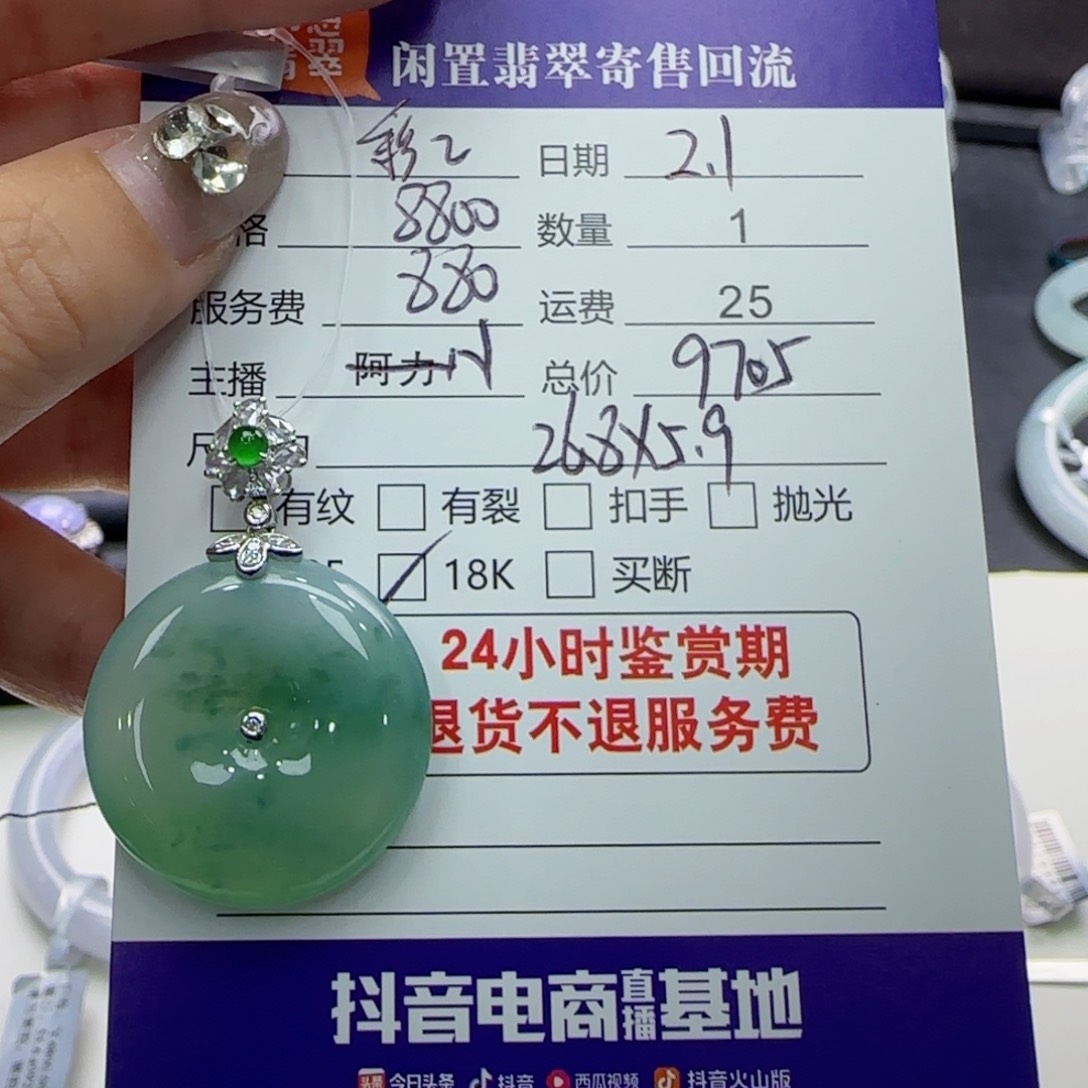 翡翠 闲置翡翠寄售回流
彩2 日期 2.1
格 8800 数量 1
服务费 880 运费 25
主播 阿力 总价 9705
26.8X5.9
有纹 有裂 扣手 抛光
18K 买断
24小时鉴赏期
退货不退服务费
抖音电商直播基地
今日头条 抖音 西瓜视频 抖音火山版